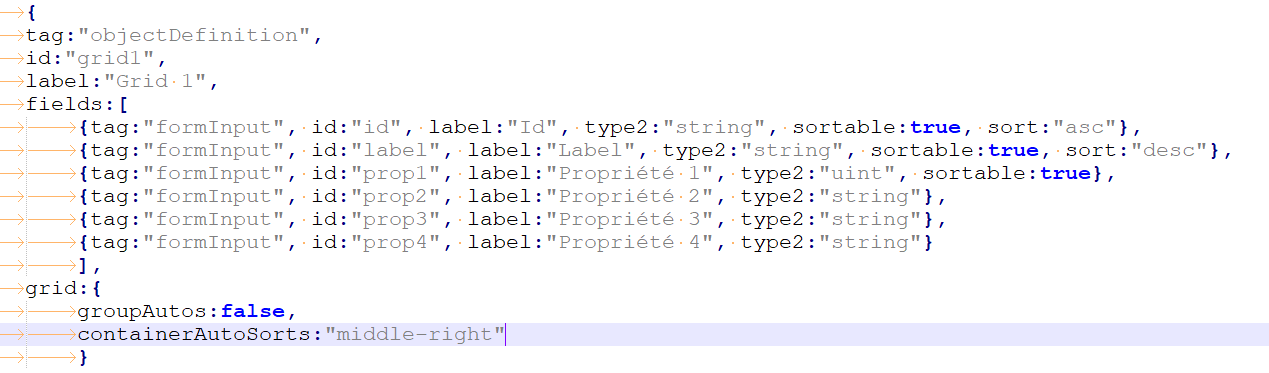 {
tag:"objectDefinition",
id:"grid1",
label:"Grid 1",
fields:[
{tag:"formInput", id:"id", label:"Id", type2:"string", sortable:true, sort:"asc"},
{tag:"formInput", id:"label", label:"Label", type2:"string", sortable:true, sort:"desc"},
{tag:"formInput", id:"prop1", label:"Propriété 1", type2:"uint", sortable:true},
{tag:"formInput", id:"prop2", label:"Propriété 2", type2:"string"},
{tag:"formInput", id:"prop3", label:"Propriété 3", type2:"string"},
{tag:"formInput", id:"prop4", label:"Propriété 4", type2:"string"}
],
grid:{
groupAutos:false,
containerAutoSorts:"middle-right"
}